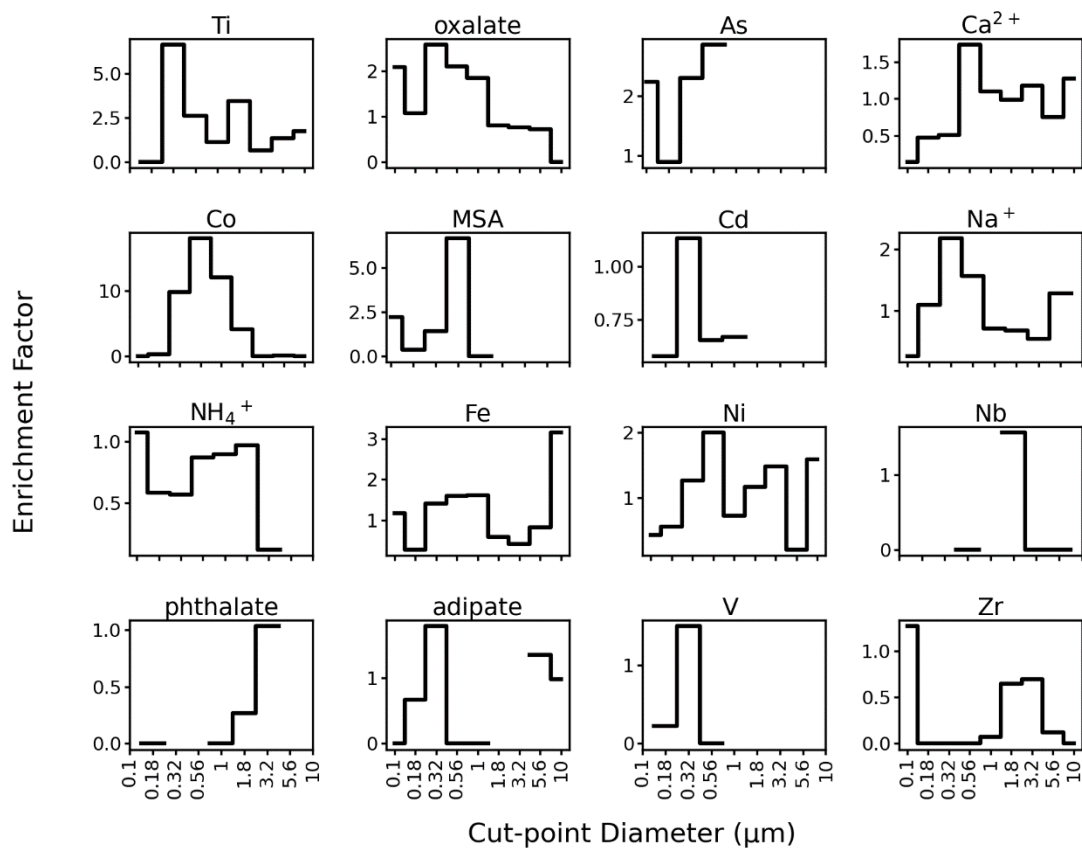 Ti oxalate As Ca²⁺
5.0 2.5 0.0
2 1 0
2 1
1.5 1.0 0.5
Co MSA Cd Na⁺
10 0
5.0 2.5 0.0
1.00 0.75
2 1
NH₄⁺ Fe Ni Nb
1.0 0.5
3 2 1
2 1
1 0
phthalate adipate V Zr
1.0 0.5 0.0
1 0
1 0
1.0 0.5 0.0
0.1 0.18 0.32 0.56 1 1.8 3.2 5.6 10
0.1 0.18 0.32 0.56 1 1.8 3.2 5.6 10
0.1 0.18 0.32 0.56 1 1.8 3.2 5.6 10
0.1 0.18 0.32 0.56 1 1.8 3.2 5.6 10
Enrichment Factor
Cut-point Diameter (μm)